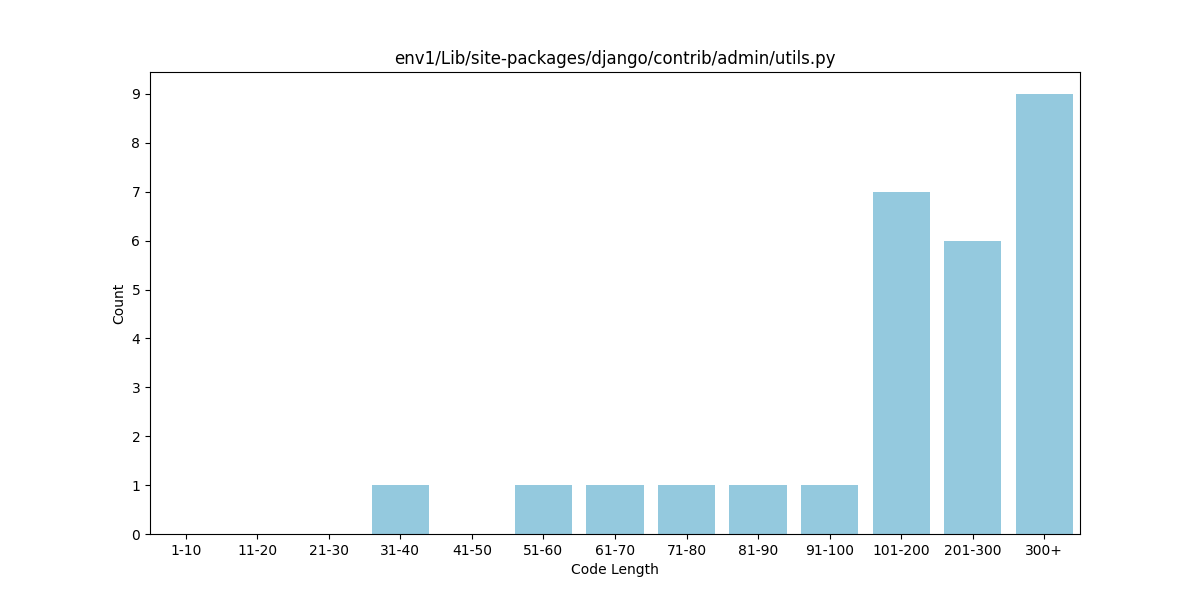 env1/Lib/site-packages/django/contrib/admin/utils.py
9
8
7
6
5
4
3
2
1
0
Count
1-10 11-20 21-30 31-40 41-50 51-60 61-70 71-80 81-90 91-100 101-200 201-300 300+
Code Length